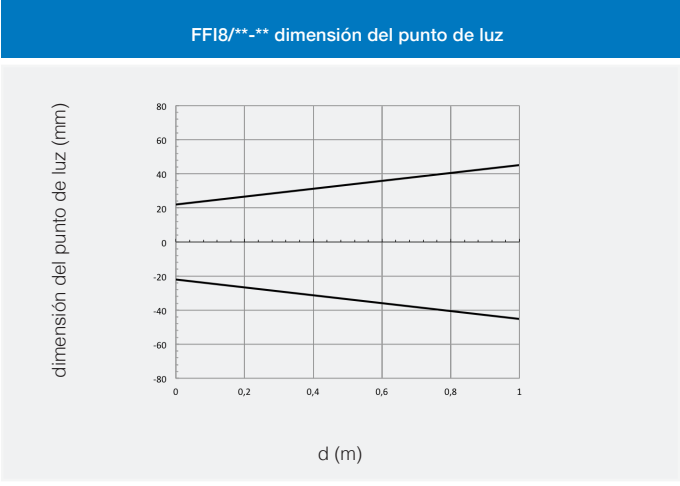 FFI8/**-** dimensión del punto de luz
dimensión del punto de luz (mm)
80
60
40
20
0
-20
-40
-60
-80
0 0,2 0,4 0,6 0,8 1
d (m)